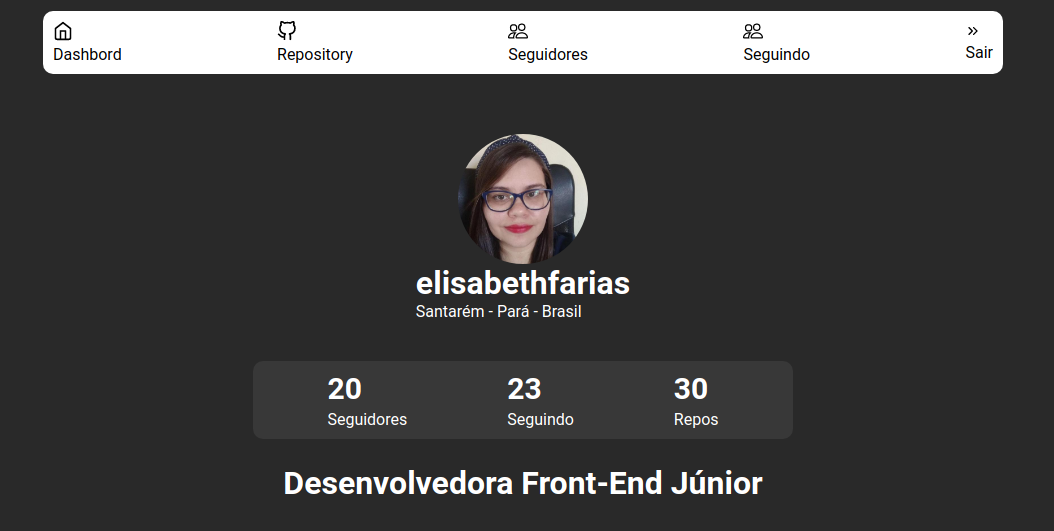 Dashbord Repository Seguidores Seguindo Sair
elisabethfarias
Santarém - Pará - Brasil
20 23 30
Seguidores Seguindo Repos
Desenvolvedora Front-End Júnior